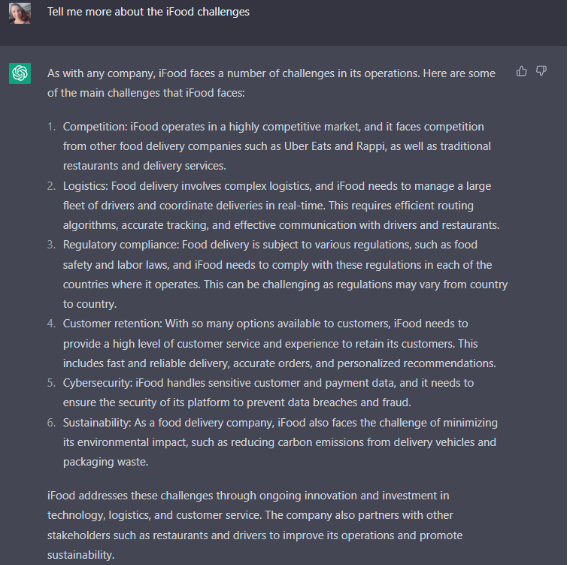 Tell me more about the iFood challenges
As with any company, iFood faces a number of challenges in its operations. Here are some
of the main challenges that iFood faces:
1. Competition: iFood operates in a highly competitive market, and it faces competition
from other food delivery companies such as Uber Eats and Rappi, as well as traditional
restaurants and delivery services.
2. Logistics: Food delivery involves complex logistics, and iFood needs to manage a large
fleet of drivers and coordinate deliveries in real-time. This requires efficient routing
algorithms, accurate tracking, and effective communication with drivers and restaurants.
3. Regulatory compliance: Food delivery is subject to various regulations, such as food
safety and labor laws, and iFood needs to comply with these regulations in each of the
countries where it operates. This can be challenging as regulations may vary from country
to country.
4. Customer retention: With so many options available to customers, iFood needs to
provide a high level of customer service and experience to retain its customers. This
includes fast and reliable delivery, accurate orders, and personalized recommendations.
5. Cybersecurity: iFood handles sensitive customer and payment data, and it needs to
ensure the security of its platform to prevent data breaches and fraud.
6. Sustainability: As a food delivery company, iFood also faces the challenge of minimizing
its environmental impact, such as reducing carbon emissions from delivery vehicles and
packaging waste.
iFood addresses these challenges through ongoing innovation and investment in
technology, logistics, and customer service. The company also partners with other
stakeholders such as restaurants and drivers to improve its operations and promote
sustainability.